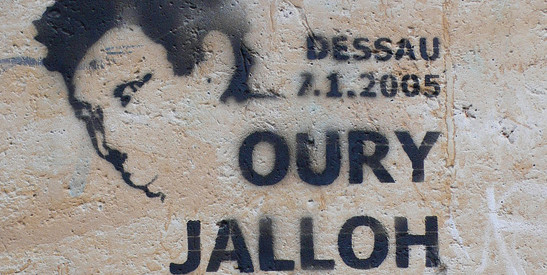 DESSAU
7.1.2005
OURY
JALLOH